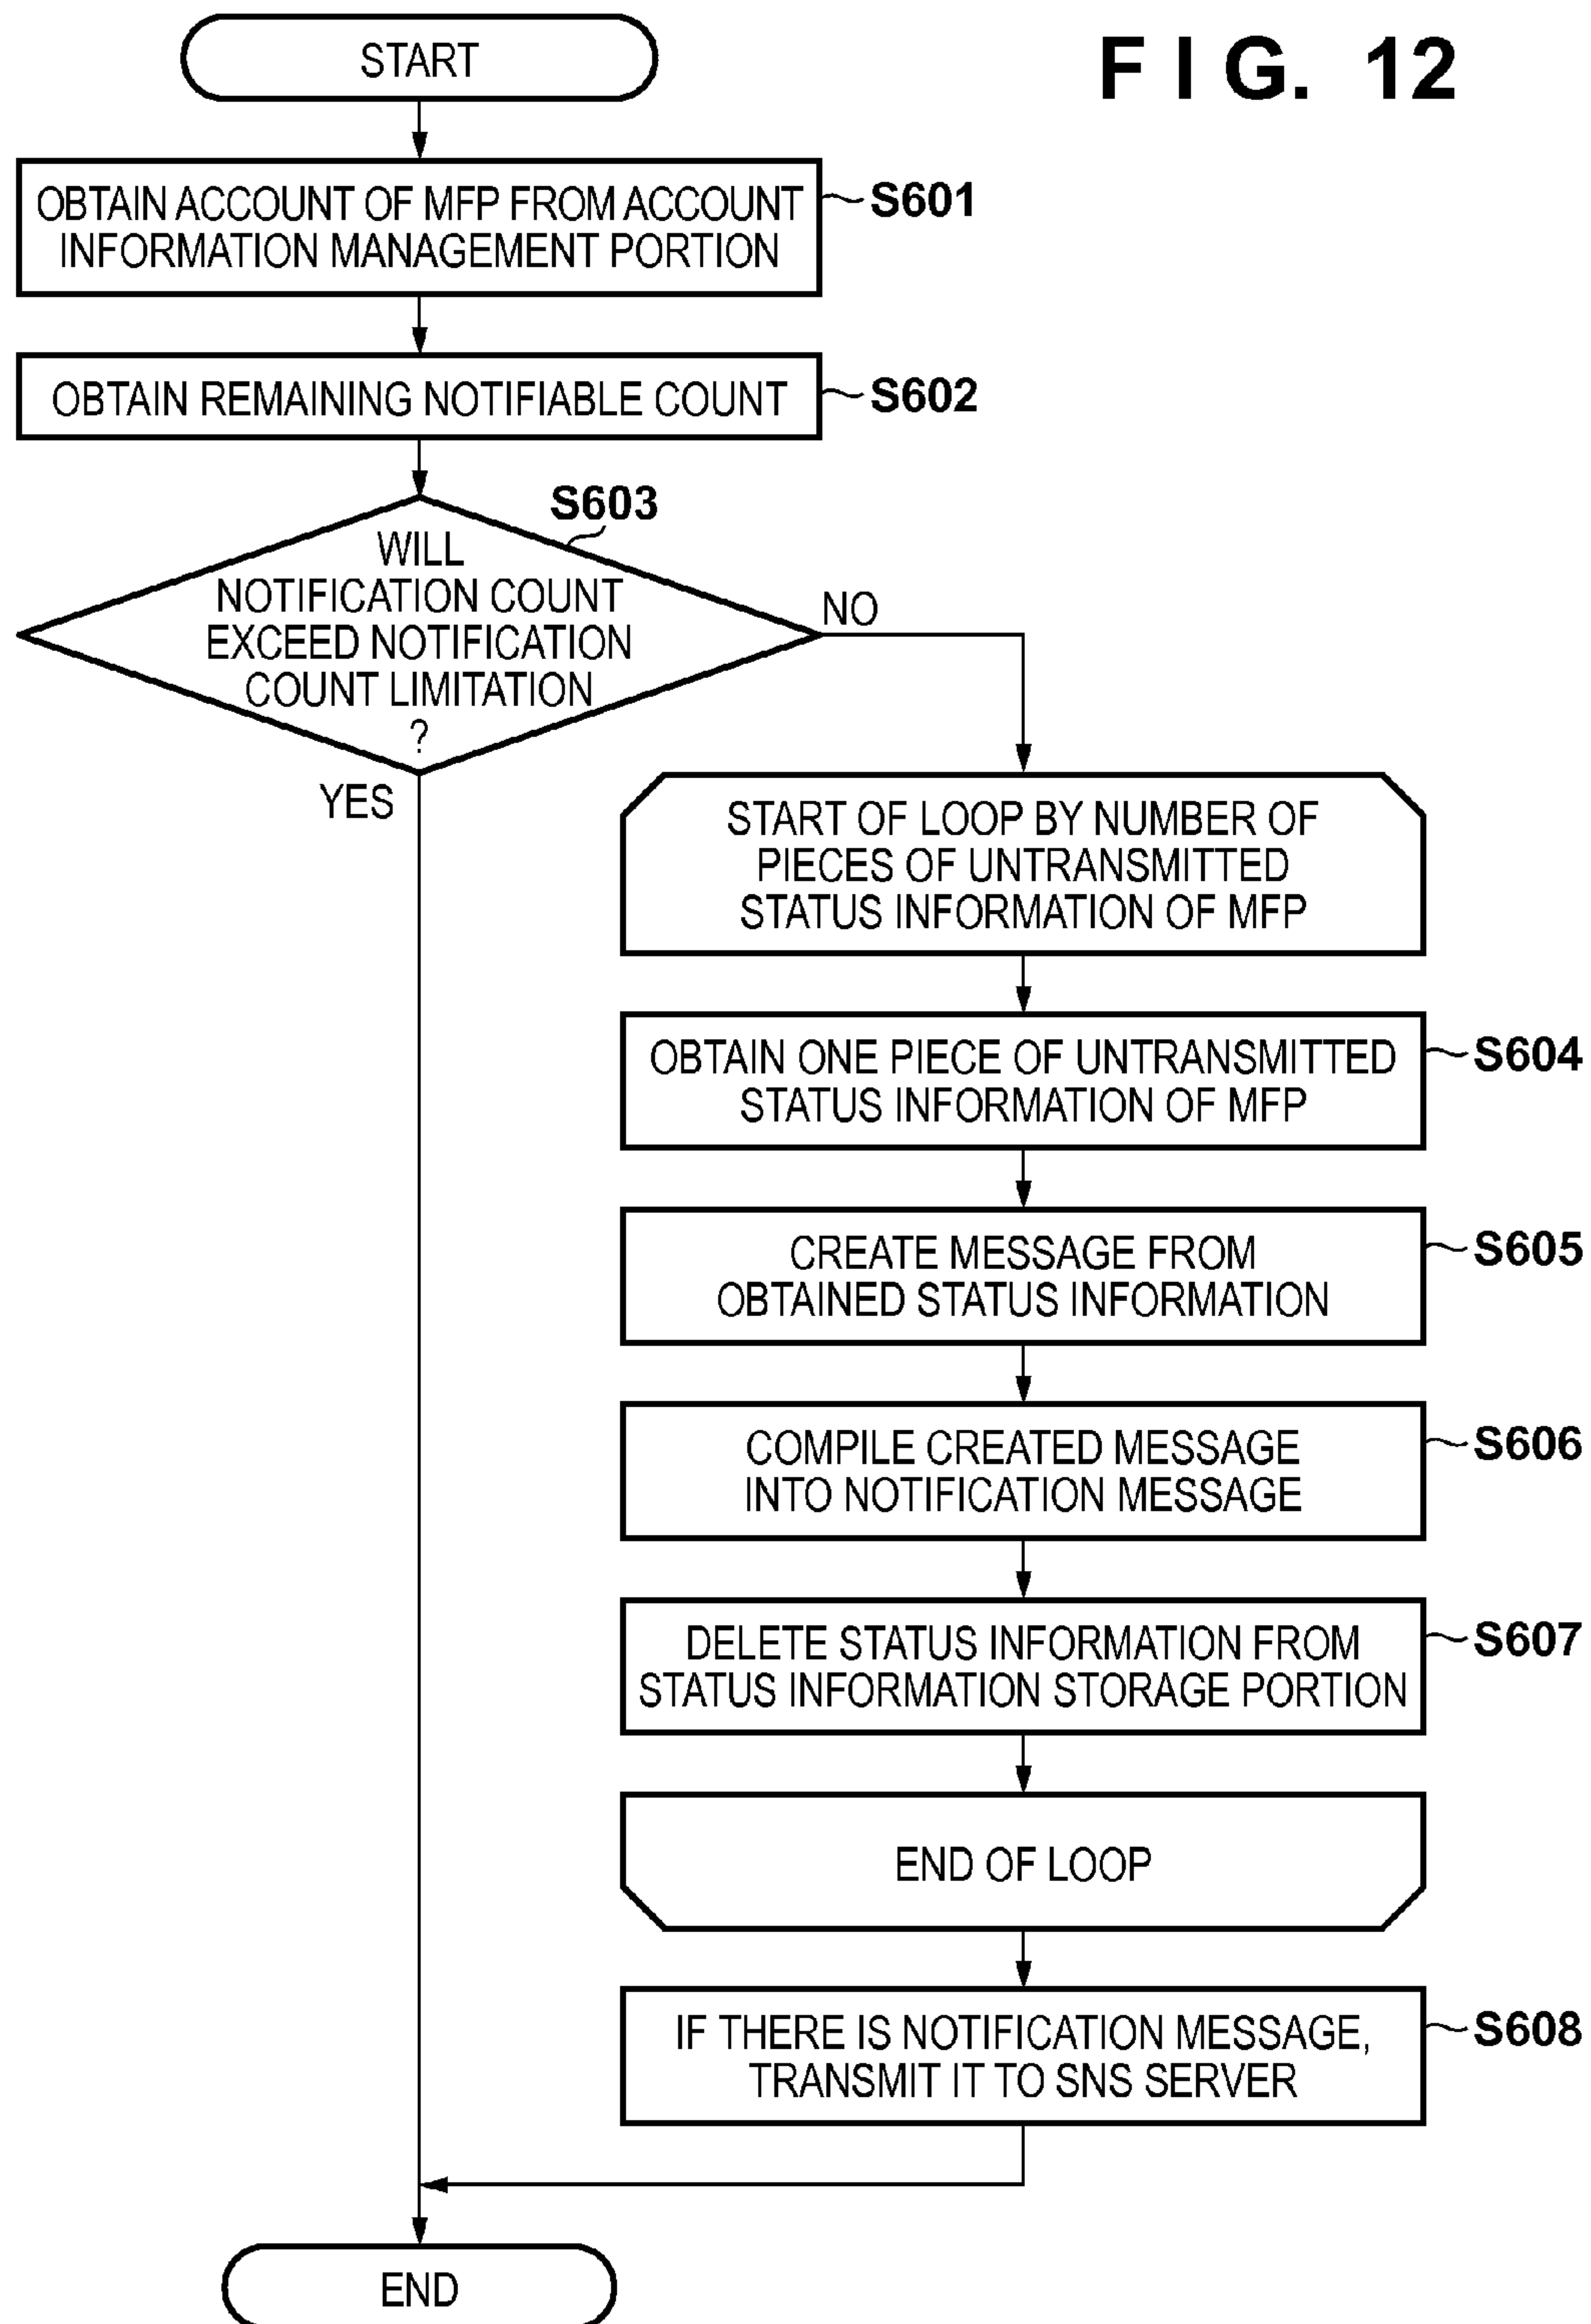 F I G. 12
START
OBTAIN ACCOUNT OF MFP FROM ACCOUNT
INFORMATION MANAGEMENT PORTION
S601
OBTAIN REMAINING NOTIFIABLE COUNT
S602
S603
WILL
NOTIFICATION COUNT
EXCEED NOTIFICATION
COUNT LIMITATION
?
NO
YES
START OF LOOP BY NUMBER OF
PIECES OF UNTRANSMITTED
STATUS INFORMATION OF MFP
OBTAIN ONE PIECE OF UNTRANSMITTED
STATUS INFORMATION OF MFP
S604
CREATE MESSAGE FROM
OBTAINED STATUS INFORMATION
S605
COMPILE CREATED MESSAGE
INTO NOTIFICATION MESSAGE
S606
DELETE STATUS INFORMATION FROM
STATUS INFORMATION STORAGE PORTION
S607
END OF LOOP
IF THERE IS NOTIFICATION MESSAGE,
TRANSMIT IT TO SNS SERVER
S608
END